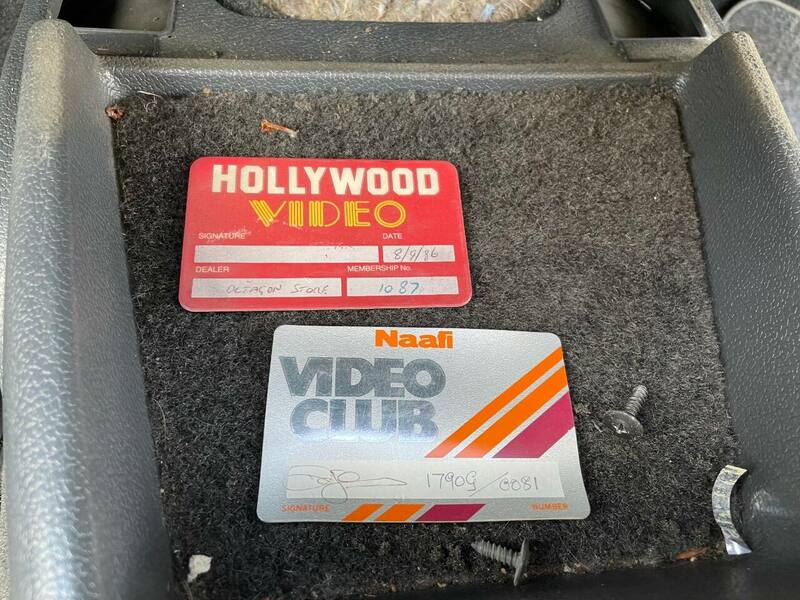 HOLLYWOOD
VIDEO
SIGNATURE DATE
8/9/86
DEALER MEMBERSHIP No.
OCTAGON STORE 1087
Naafi
VIDEO
CLUB
1790G/0081
SIGNATURE NUMBER